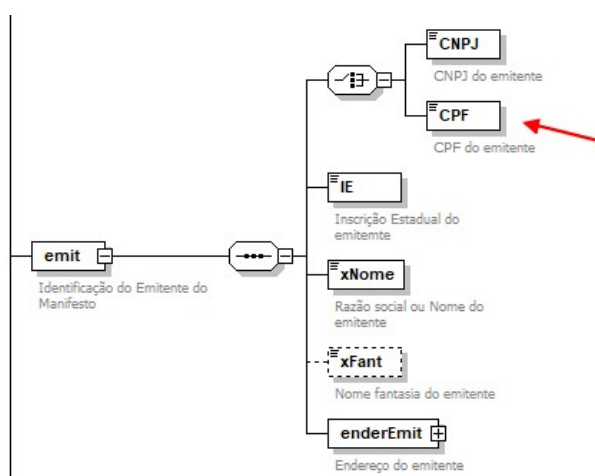 CNPJ
CNPJ do emitente
CPF
CPF do emitente
IE
Inscrição Estadual do
emitemte
emit
Identificação do Emitente do
Manifesto
xNome
Razão social ou Nome do
emitente
xFant
Nome fantasia do emitente
enderEmit
Endereço do emitente